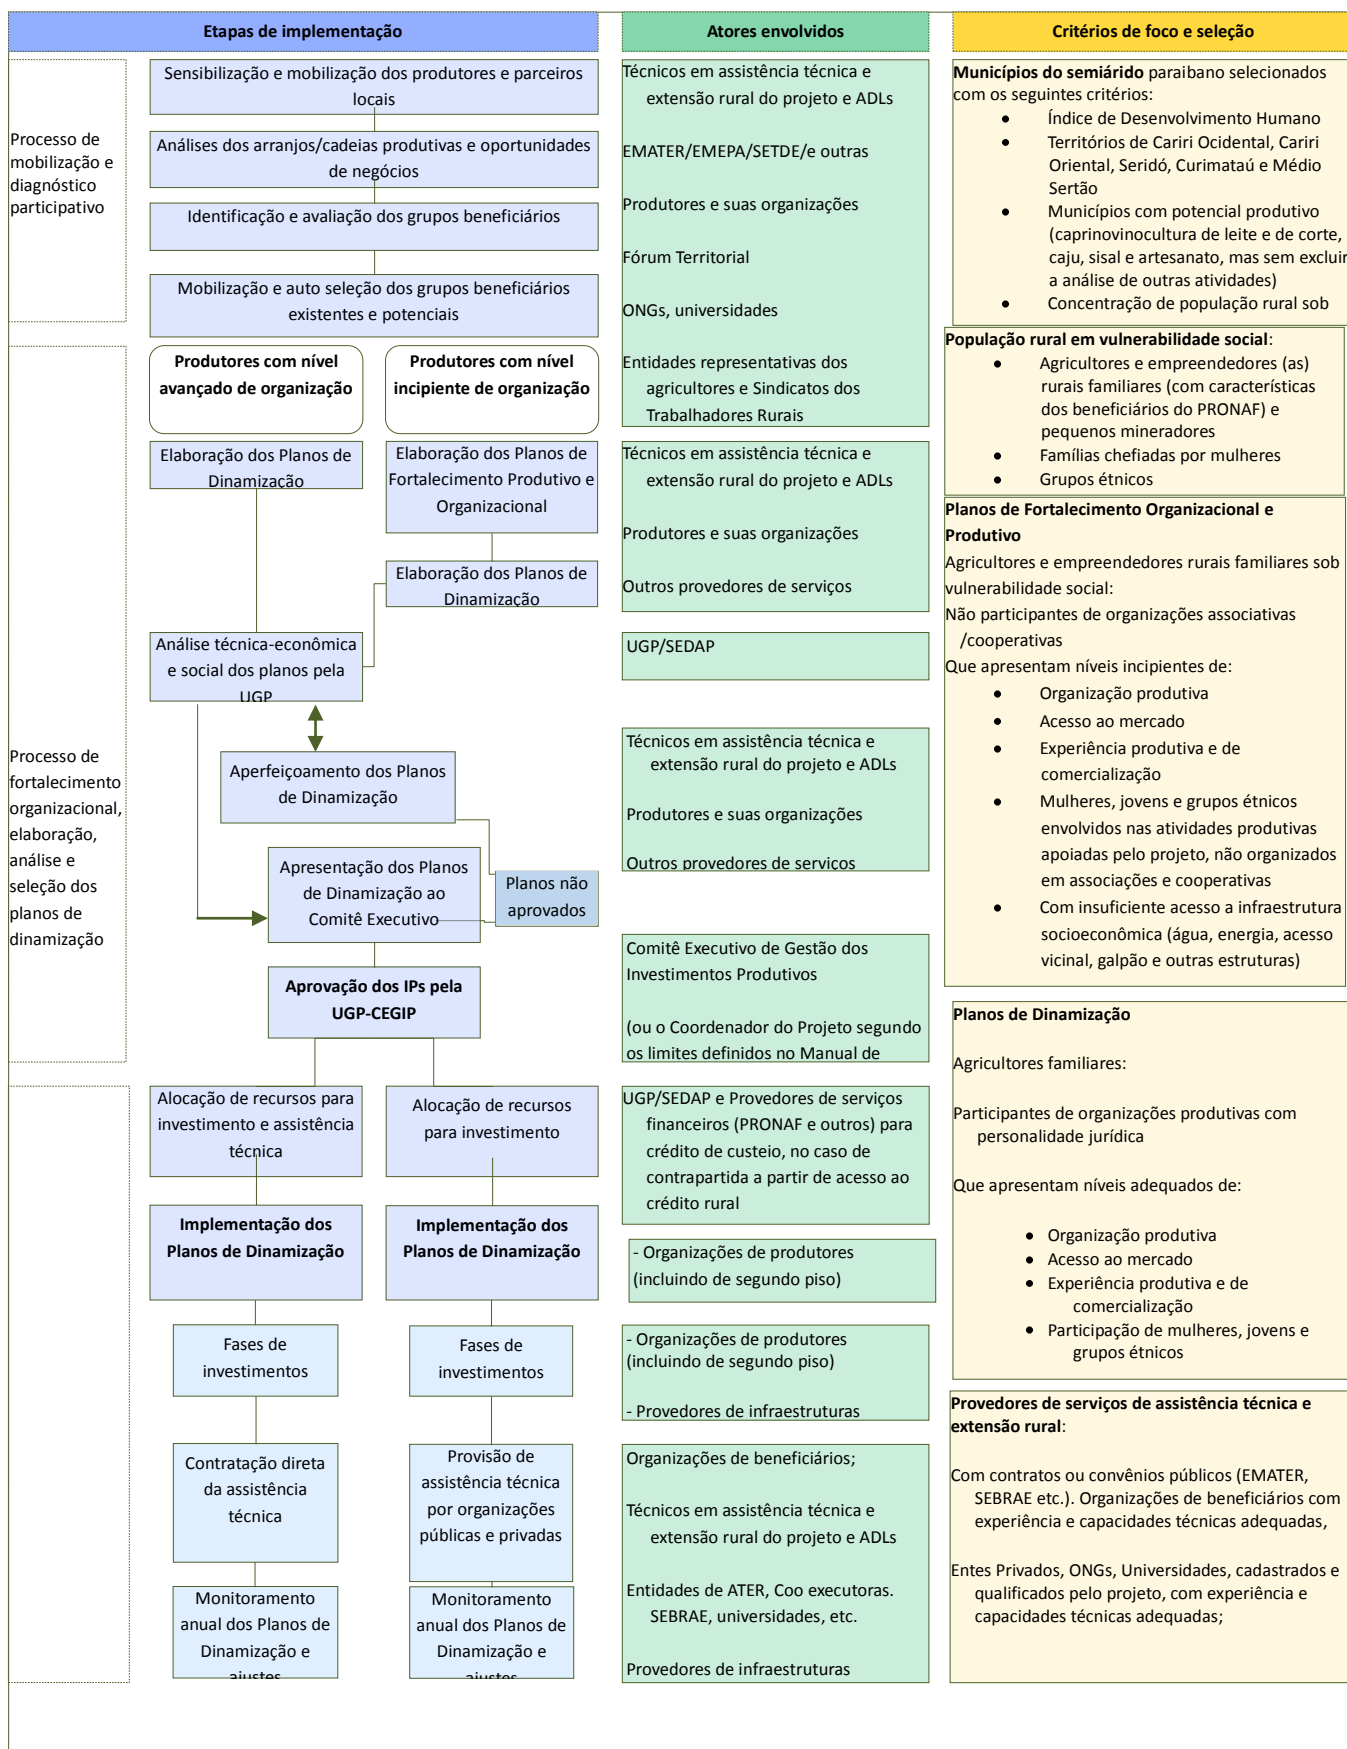 Etapas de implementação
Atores envolvidos
Critérios de foco e seleção
Processo de
mobilização e
diagnóstico
participativo
Sensibilização e mobilização dos produtores e parceiros
locais
Análises dos arranjos/cadeias produtivas e oportunidades
de negócios
Identificação e avaliação dos grupos beneficiários
Mobilização e auto seleção dos grupos beneficiários
existentes e potenciais
Técnicos em assistência técnica e
extensão rural do projeto e ADLs
EMATER/EMEPA/SETDE/e outras
Produtores e suas organizações
Fórum Territorial
ONGs, universidades
Entidades representativas dos
agricultores e Sindicatos dos
Trabalhadores Rurais
Municípios do semiárido paraibano selecionados
com os seguintes critérios:
• Índice de Desenvolvimento Humano
• Territórios de Cariri Ocidental, Cariri
Oriental, Seridó, Curimataú e Médio
Sertão
• Municípios com potencial produtivo
(caprinovinocultura de leite e de corte,
caju, sisal e artesanato, mas sem excluir
a análise de outras atividades)
• Concentração de população rural sob
População rural em vulnerabilidade social:
• Agricultores e empreendedores (as)
rurais familiares (com características
dos beneficiários do PRONAF) e
pequenos mineradores
• Famílias chefiadas por mulheres
• Grupos étnicos
Processo de
fortalecimento
organizacional,
elaboração,
análise e
seleção dos
planos de
dinamização
Produtores com nível
avançado de organização
Produtores com nível
incipiente de organização
Elaboração dos Planos de
Dinamização
Elaboração dos Planos de
Fortalecimento Produtivo e
Organizacional
Elaboração dos Planos de
Dinamização
Análise técnica-econômica
e social dos planos pela
UGP
Aperfeiçoamento dos Planos
de Dinamização
Apresentação dos Planos
de Dinamização ao
Comitê Executivo
Planos não
aprovados
Aprovação dos IPs pela
UGP-CEGIP
Técnicos em assistência técnica e
extensão rural do projeto e ADLs
Produtores e suas organizações
Outros provedores de serviços
UGP/SEDAP
Técnicos em assistência técnica e
extensão rural do projeto e ADLs
Produtores e suas organizações
Outros provedores de serviços
Comitê Executivo de Gestão dos
Investimentos Produtivos
(ou o Coordenador do Projeto segundo
os limites definidos no Manual de
Planos de Fortalecimento Organizacional e
Produtivo
Agricultores e empreendedores rurais familiares sob
vulnerabilidade social:
Não participantes de organizações associativas
/cooperativas
Que apresentam níveis incipientes de:
• Organização produtiva
• Acesso ao mercado
• Experiência produtiva e de
comercialização
• Mulheres, jovens e grupos étnicos
envolvidos nas atividades produtivas
apoiadas pelo projeto, não organizados
em associações e cooperativas
• Com insuficiente acesso a infraestrutura
socioeconômica (água, energia, acesso
vicinal, galpão e outras estruturas)
Alocação de recursos para
investimento e assistência
técnica
Alocação de recursos
para investimento
Implementação dos
Planos de Dinamização
Implementação dos
Planos de Dinamização
Fases de
investimentos
Fases de
investimentos
Contratação direta
da assistência
técnica
Provisão de
assistência técnica
por organizações
públicas e privadas
Monitoramento
anual dos Planos de
Dinamização e
ajustes
Monitoramento
anual dos Planos de
Dinamização e
ajustes
UGP/SEDAP e Provedores de serviços
financeiros (PRONAF e outros) para
crédito de custeio, no caso de
contrapartida a partir de acesso ao
crédito rural
- Organizações de produtores
(incluindo de segundo piso)
- Organizações de produtores
(incluindo de segundo piso)
- Provedores de infraestruturas
Organizações de beneficiários;
Técnicos em assistência técnica e
extensão rural do projeto e ADLs
Entidades de ATER, Coo executoras.
SEBRAE, universidades, etc.
Provedores de infraestruturas
Planos de Dinamização
Agricultores familiares:
Participantes de organizações produtivas com
personalidade jurídica
Que apresentam níveis adequados de:
• Organização produtiva
• Acesso ao mercado
• Experiência produtiva e de
comercialização
• Participação de mulheres, jovens e
grupos étnicos
Provedores de serviços de assistência técnica e
extensão rural:
Com contratos ou convênios públicos (EMATER,
SEBRAE etc.). Organizações de beneficiários com
experiência e capacidades técnicas adequadas,
Entes Privados, ONGs, Universidades, cadastrados e
qualificados pelo projeto, com experiência e
capacidades técnicas adequadas;